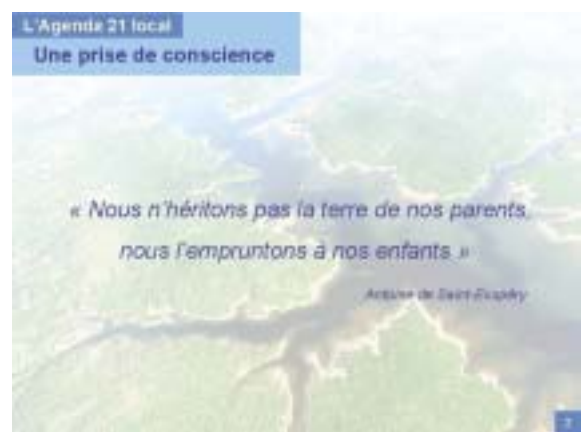 L'Agenda 21 local
Une prise de conscience
« Nous n'héritons pas la terre de nos parents,
nous l'empruntons à nos enfants »
Antoine de Saint-Exupéry